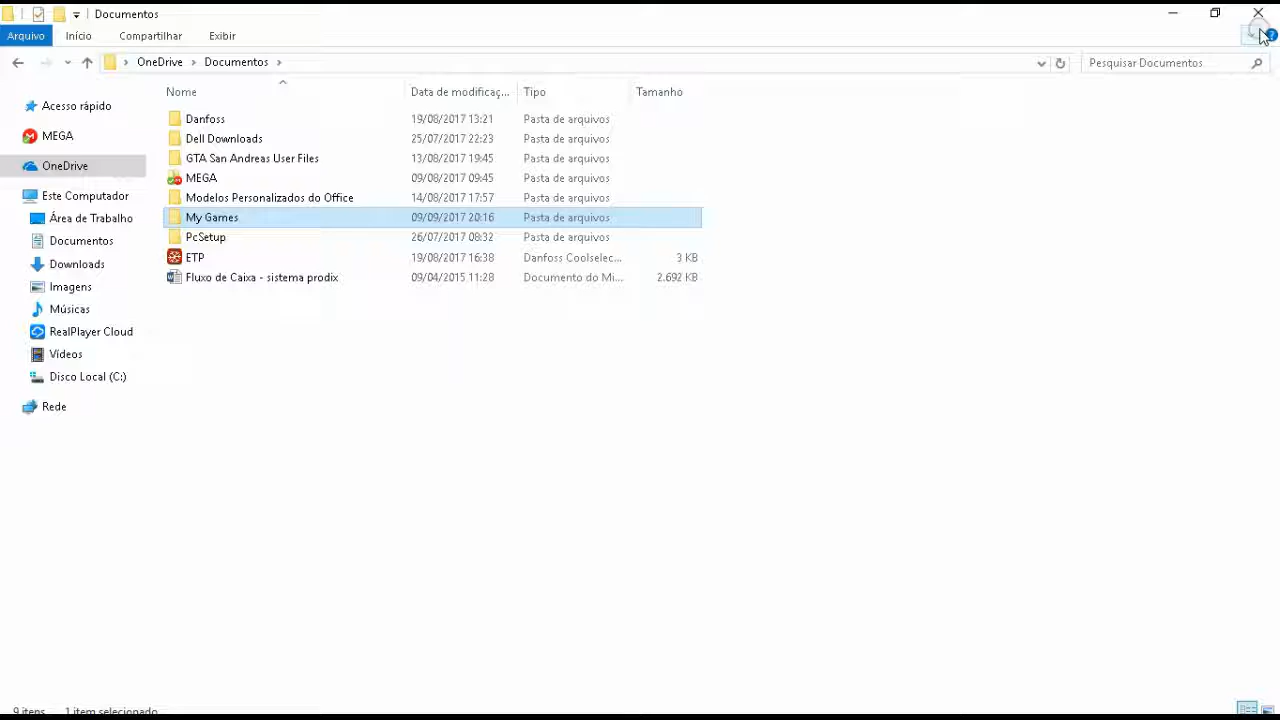 Documentos
Arquivo Início Compartilhar Exibir
OneDrive Documentos Pesquisar Documentos
Nome Data de modificaç... Tipo Tamanho
Acesso rápido
MEGA
OneDrive
Este Computador
Área de Trabalho
Documentos
Downloads
Imagens
Músicas
RealPlayer Cloud
Vídeos
Disco Local (C:)
Rede
Danfoss 19/08/2017 13:21 Pasta de arquivos
Dell Downloads 25/07/2017 22:23 Pasta de arquivos
GTA San Andreas User Files 13/08/2017 19:45 Pasta de arquivos
MEGA 09/08/2017 09:45 Pasta de arquivos
Modelos Personalizados do Office 14/08/2017 17:57 Pasta de arquivos
My Games 09/09/2017 20:16 Pasta de arquivos
PcSetup 26/07/2017 08:32 Pasta de arquivos
ETP 19/08/2017 16:38 Danfoss Coolselec... 3 KB
Fluxo de Caixa - sistema prodix 09/04/2015 11:28 Documento do Mi... 2.692 KB
9 itens 1 item selecionado